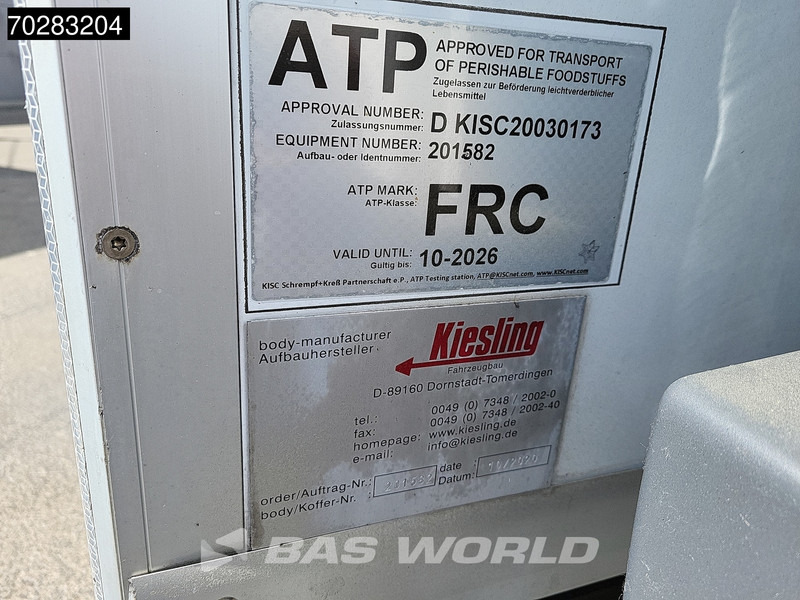 70283204
ATP APPROVED FOR TRANSPORT
OF PERISHABLE FOODSTUFFS
Zugelassen zur Beförderung leichtverderblicher
Lebensmittel
APPROVAL NUMBER: D KISC20030173
Zulassungsnummer:
EQUIPMENT NUMBER: 201582
Aufbau- oder Identnummer:
ATP MARK: FRC
ATP-Klasse:
VALID UNTIL: 10-2026
Gültig bis:
KISC Schrempf+Kreß Partnerschaft e.P., ATP Testing station, ATP@KISCnet.com, www.KISCnet.com
body-manufacturer
Aufbauhersteller
Kiesling
Fahrzeugbau
D-89160 Dornstadt-Tomerdingen
tel.: 0049 (0) 7348 / 2002-0
fax: 0049 (0) 7348 / 2002-40
homepage: www.kiesling.de
e-mail: info@kiesling.de
order/Auftrag-Nr.
body/Koffer-Nr.
date :
Datum:
10/2020
BAS WORLD